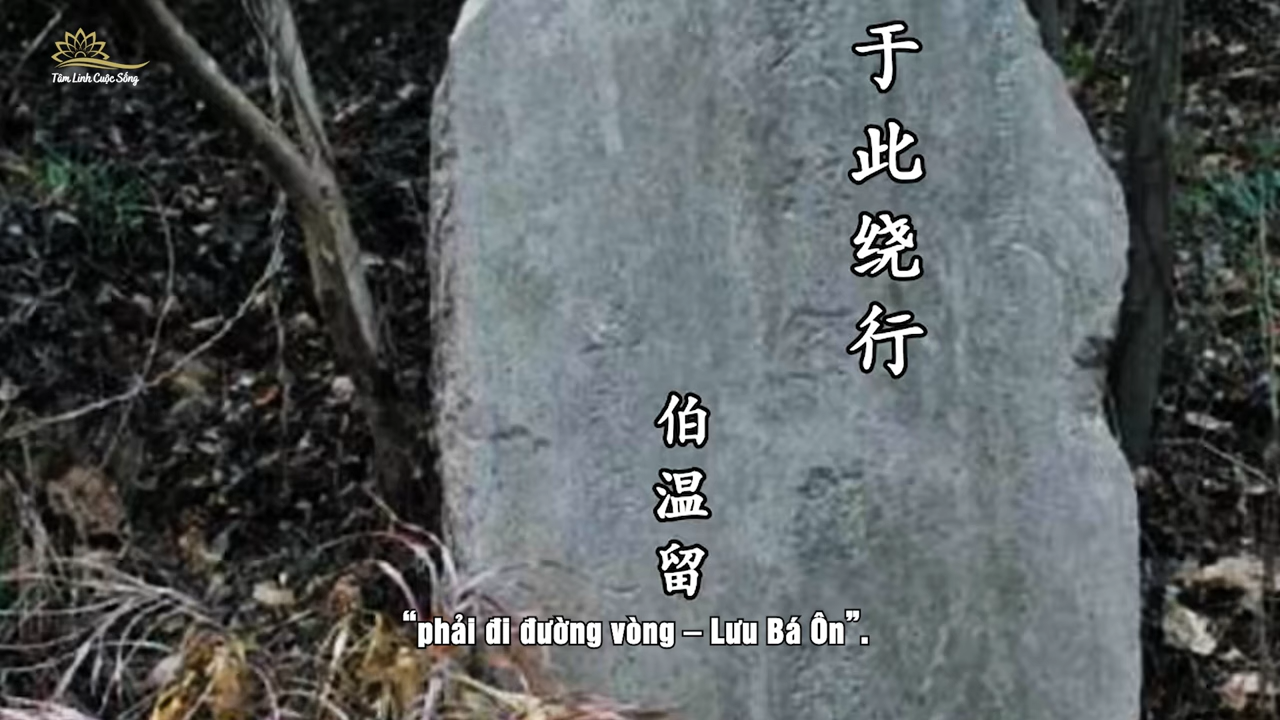 Tâm Linh Cuộc Sống
于此绕行
伯温留
“phải đi đường vòng – Lưu Bá Ôn”.